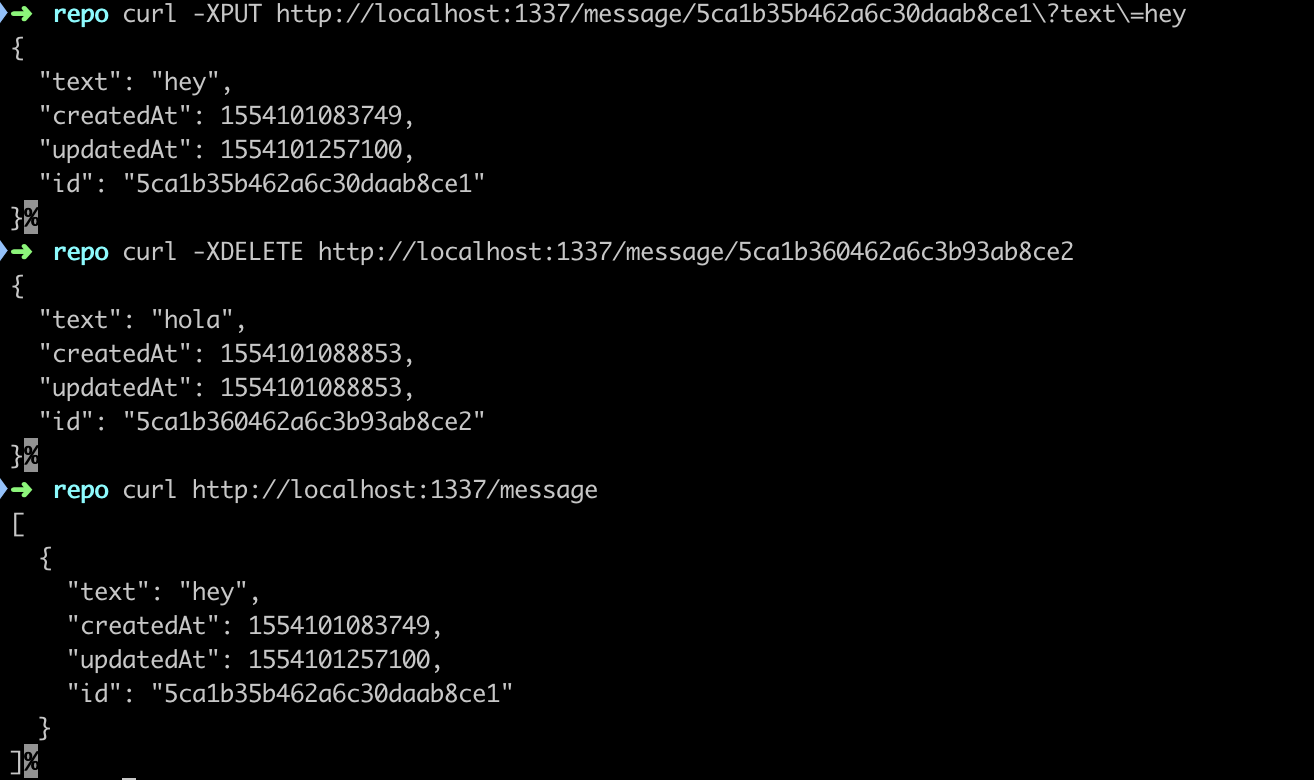 ➜ repo curl -XPUT http://localhost:1337/message/5ca1b35b462a6c30daab8ce1\?text\=hey
{
  "text": "hey",
  "createdAt": 1554101083749,
  "updatedAt": 1554101257100,
  "id": "5ca1b35b462a6c30daab8ce1"
}%
➜ repo curl -XDELETE http://localhost:1337/message/5ca1b360462a6c3b93ab8ce2
{
  "text": "hola",
  "createdAt": 1554101088853,
  "updatedAt": 1554101088853,
  "id": "5ca1b360462a6c3b93ab8ce2"
}%
➜ repo curl http://localhost:1337/message
[
  {
    "text": "hey",
    "createdAt": 1554101083749,
    "updatedAt": 1554101257100,
    "id": "5ca1b35b462a6c30daab8ce1"
  }
]%